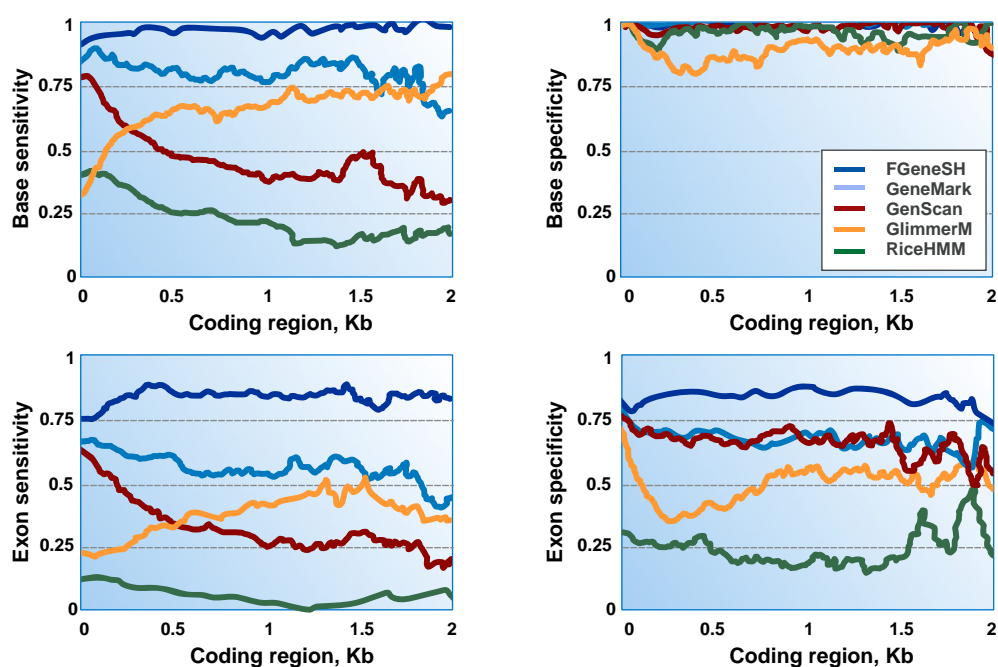 1
0.75
0.5
0.25
0
Base sensitivity
0 0.5 1 1.5 2
Coding region, Kb
1
0.75
0.5
0.25
0
Base specificity
FGeneSH
GeneMark
GenScan
GlimmerM
RiceHMM
0 0.5 1 1.5 2
Coding region, Kb
1
0.75
0.5
0.25
0
Exon sensitivity
0 0.5 1 1.5 2
Coding region, Kb
1
0.75
0.5
0.25
0
Exon specificity
0 0.5 1 1.5 2
Coding region, Kb